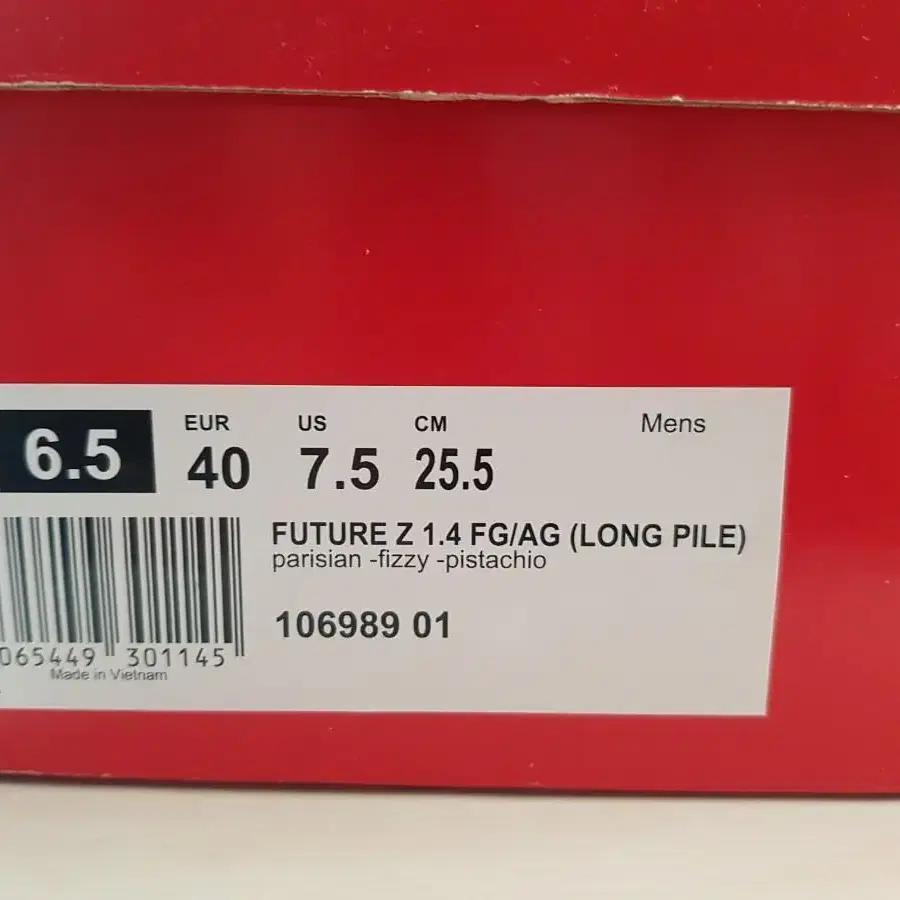 EUR US CM Mens
6.5 40 7.5 25.5
FUTURE Z 1.4 FG/AG (LONG PILE)
parisian -fizzy -pistachio
106989 01
065449 301145
Made in Vietnam